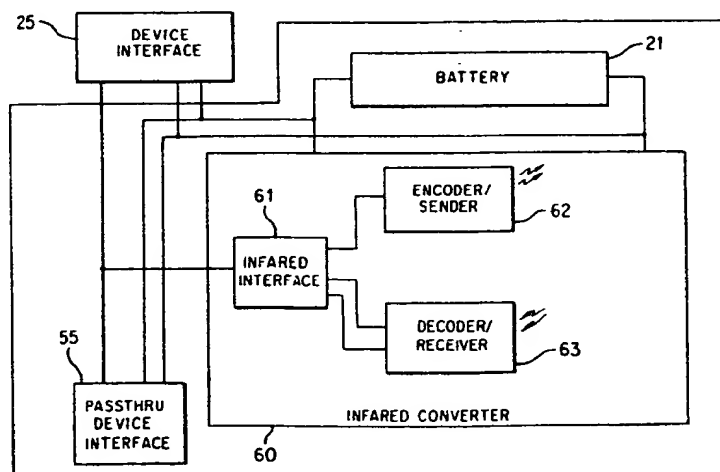 25
DEVICE
INTERFACE
21
BATTERY
61
INFARED
INTERFACE
ENCODER/
SENDER
62
DECODER/
RECEIVER
63
55
PASSTHRU
DEVICE
INTERFACE
INFARED CONVERTER
60